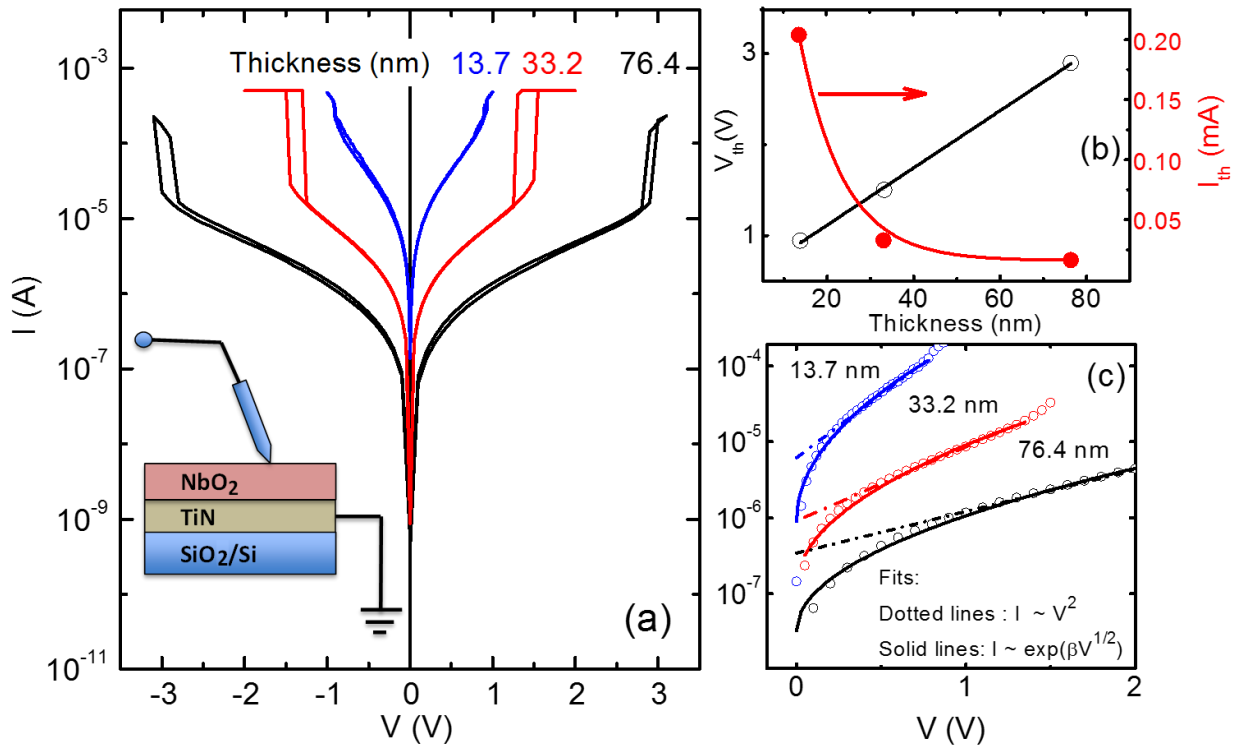 Thickness (nm) 13.7 33.2 76.4
10⁻³
10⁻⁵
10⁻⁷
10⁻⁹
10⁻¹¹
I (A)
-3 -2 -1 0 1 2 3
V (V)
(a)
NbO₂
TiN
SiO₂/Si
3
1
V_th(V)
0.20
0.15
0.10
0.05
I_th (mA)
(b)
20 40 60 80
Thickness (nm)
10⁻⁴
10⁻⁵
10⁻⁶
10⁻⁷
(c)
13.7 nm
33.2 nm
76.4 nm
Fits:
Dotted lines : I ~ V²
Solid lines: I ~ exp(βV^1/2)
0 1 2
V (V)